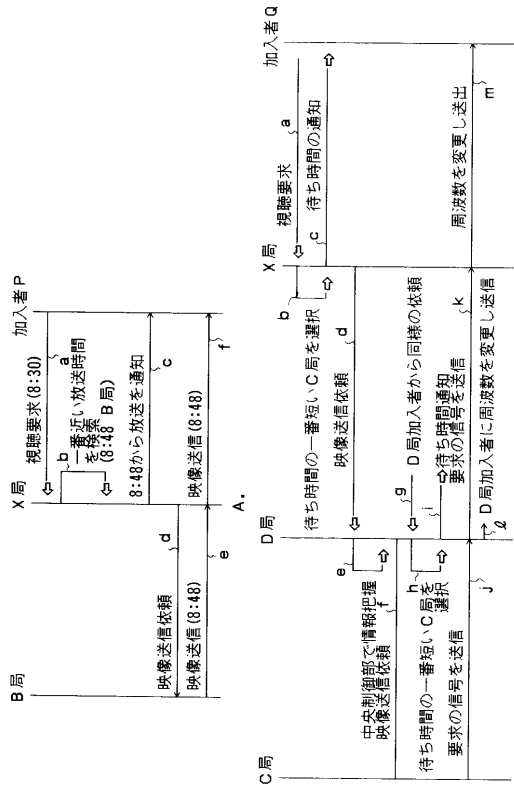 B局
X局
加入者P
視聴要求(8:30)
a
b
一番近い放送時間
を検索
(8:48 B局)
8:48から放送を通知
c
映像送信依頼
d
映像送信(8:48)
e
映像送信(8:48)
f
A.
C局
D局
X局
加入者Q
視聴要求
a
b
待ち時間の一番短いC局を選択
c
待ち時間の通知
映像送信依頼
d
e
中央制御部で情報把握
映像送信依頼
f
g
D局加入者から同様の依頼
h
待ち時間の一番短いC局を
選択
i
待ち時間通知
要求の信号を送信
j
要求の信号を送信
k
周波数を変更し送出
m
ℓ
D局加入者に周波数を変更し送信